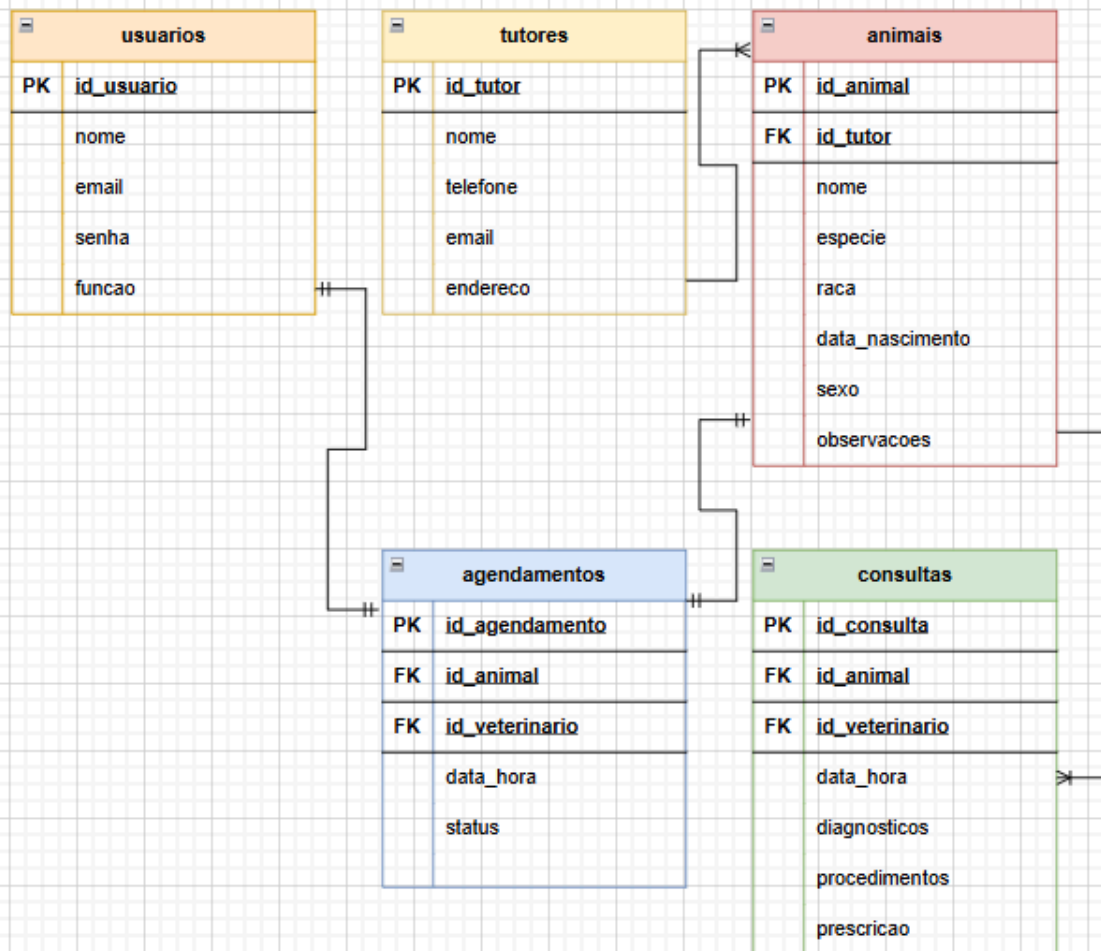 usuarios
PK id_usuario
nome
email
senha
funcao
tutores
PK id_tutor
nome
telefone
email
endereco
animais
PK id_animal
FK id_tutor
nome
especie
raca
data_nascimento
sexo
observacoes
agendamentos
PK id_agendamento
FK id_animal
FK id_veterinario
data_hora
status
consultas
PK id_consulta
FK id_animal
FK id_veterinario
data_hora
diagnosticos
procedimentos
prescricao